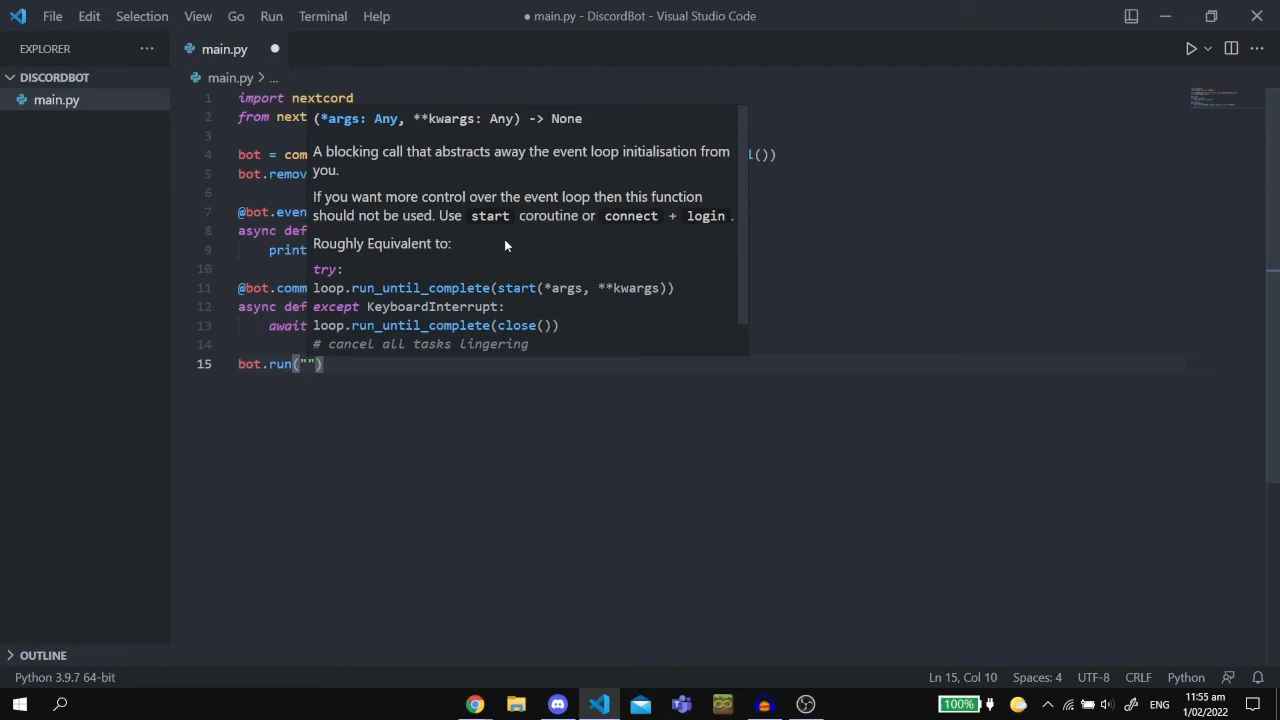 File Edit Selection View Go Run Terminal Help
● main.py - DiscordBot - Visual Studio Code
EXPLORER ...
main.py ●
DISCORDBOT
main.py
main.py > ...
1 import nextcord
2 from next
3
4 bot = com l())
5 bot.remov
6
7 @bot.even
8 async def
9 print
10
11 @bot.comm
12 async def
13 await
14
15 bot.run("")
(*args: Any, **kwargs: Any) -> None
A blocking call that abstracts away the event loop initialisation from
you.
If you want more control over the event loop then this function
should not be used. Use start coroutine or connect + login .
Roughly Equivalent to:
try:
loop.run_until_complete(start(*args, **kwargs))
except KeyboardInterrupt:
loop.run_until_complete(close())
# cancel all tasks lingering
OUTLINE
Python 3.9.7 64-bit
Ln 15, Col 10 Spaces: 4 UTF-8 CRLF Python
100% ENG
11:55 am
1/02/2022